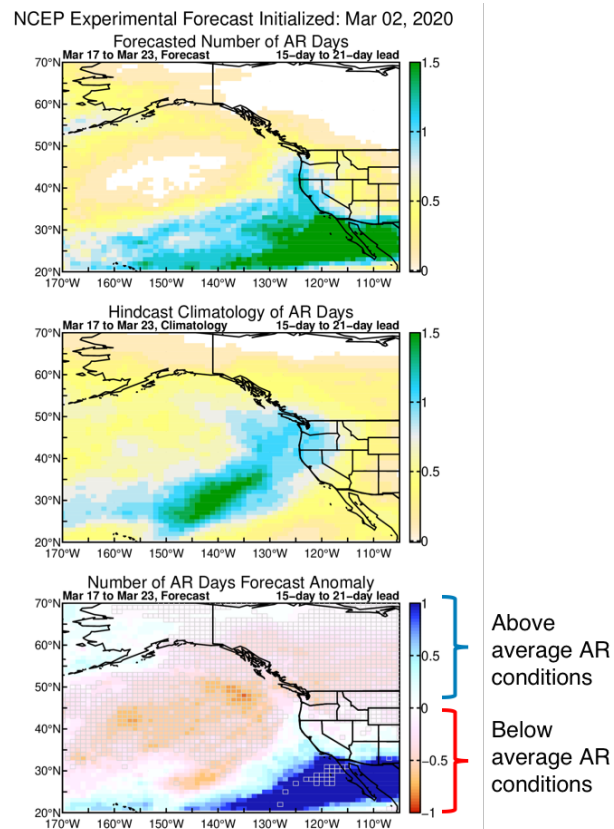 NCEP Experimental Forecast Initialized: Mar 02, 2020
Forecasted Number of AR Days
Mar 17 to Mar 23, Forecast 15-day to 21-day lead
70°N
60°N
50°N
40°N
30°N
20°N
170°W 160°W 150°W 140°W 130°W 120°W 110°W
1.5
1
0.5
0
Hindcast Climatology of AR Days
Mar 17 to Mar 23, Climatology 15-day to 21-day lead
70°N
60°N
50°N
40°N
30°N
20°N
170°W 160°W 150°W 140°W 130°W 120°W 110°W
1.5
1
0.5
0
Number of AR Days Forecast Anomaly
Mar 17 to Mar 23, Forecast 15-day to 21-day lead
70°N
60°N
50°N
40°N
30°N
20°N
170°W 160°W 150°W 140°W 130°W 120°W 110°W
1
0.5
0
−0.5
−1
Above
average AR
conditions
Below
average AR
conditions